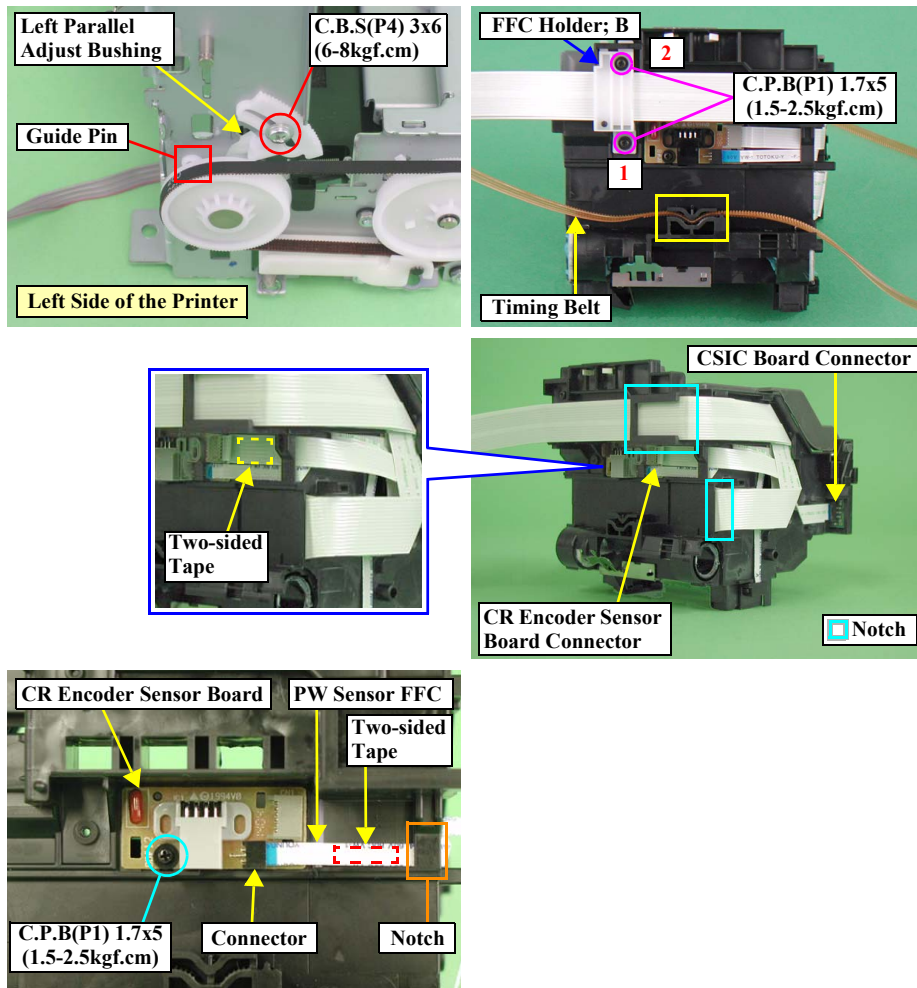 Left Parallel
Adjust Bushing
C.B.S(P4) 3x6
(6-8kgf.cm)
Guide Pin
Left Side of the Printer
FFC Holder; B
2
C.P.B(P1) 1.7x5
(1.5-2.5kgf.cm)
1
Timing Belt
Two-sided
Tape
CSIC Board Connector
CR Encoder Sensor
Board Connector
Notch
CR Encoder Sensor Board
PW Sensor FFC
Two-sided
Tape
1994V0
C.P.B(P1) 1.7x5
(1.5-2.5kgf.cm)
Connector
Notch